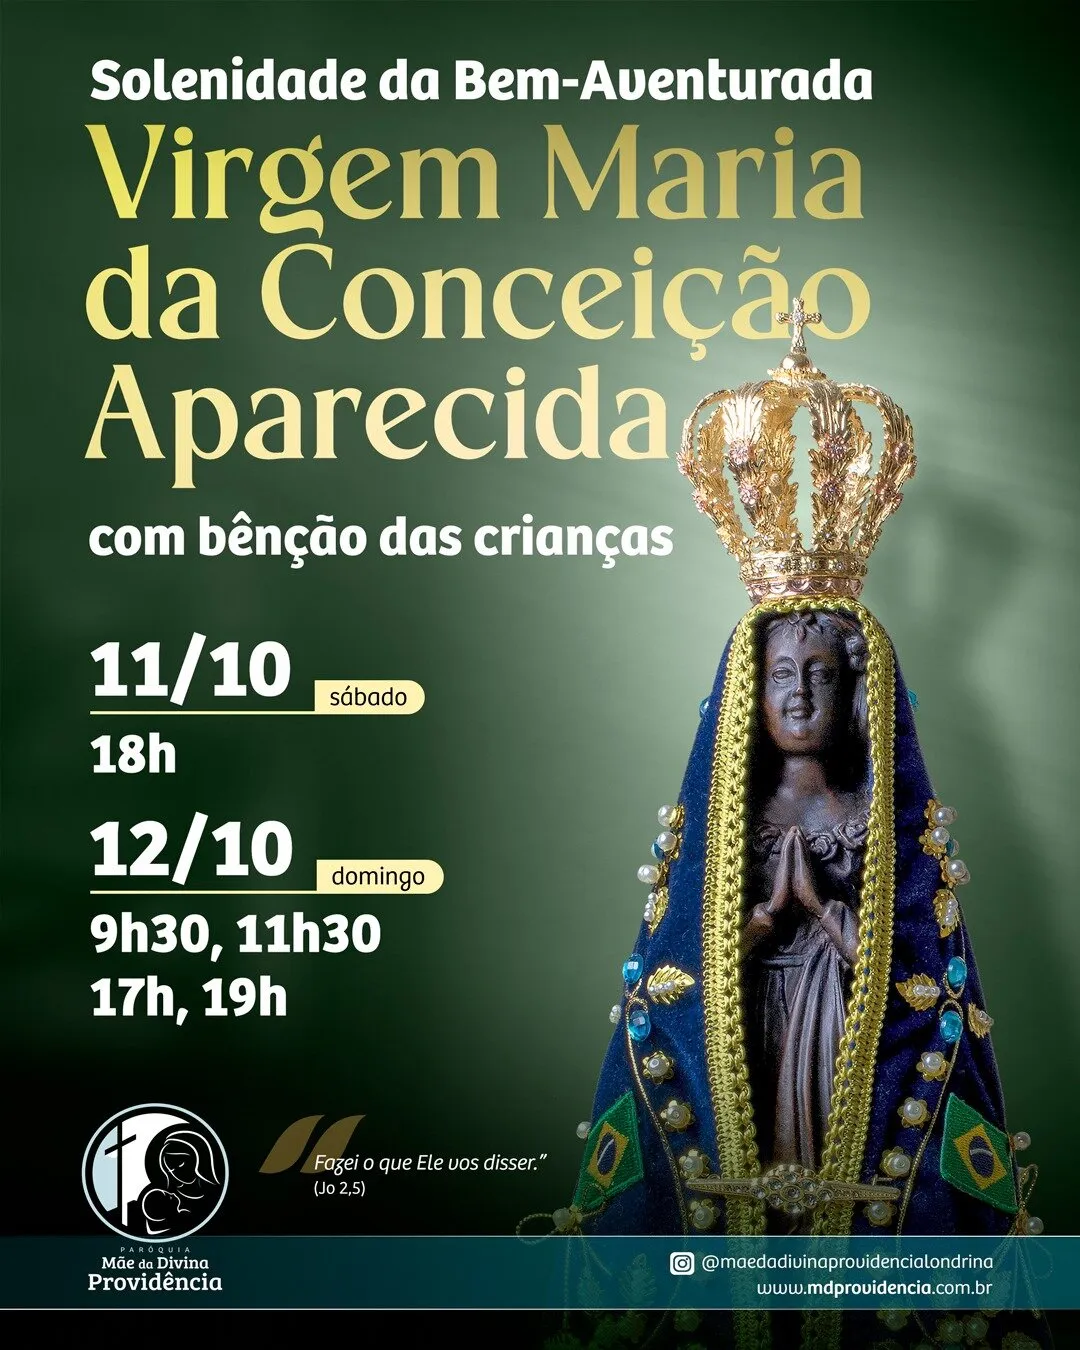 Solenidade da Bem-Aventurada
Virgem Maria
da Conceição
Aparecida
com bênção das crianças
11/10 sábado
18h
12/10 domingo
9h30, 11h30
17h, 19h
Fazei o que Ele vos disser.”
(Jo 2,5)
PARÓQUIA
Mãe da Divina
Providência
@maedadivinaprovidencialondrina
www.mdprovidencia.com.br